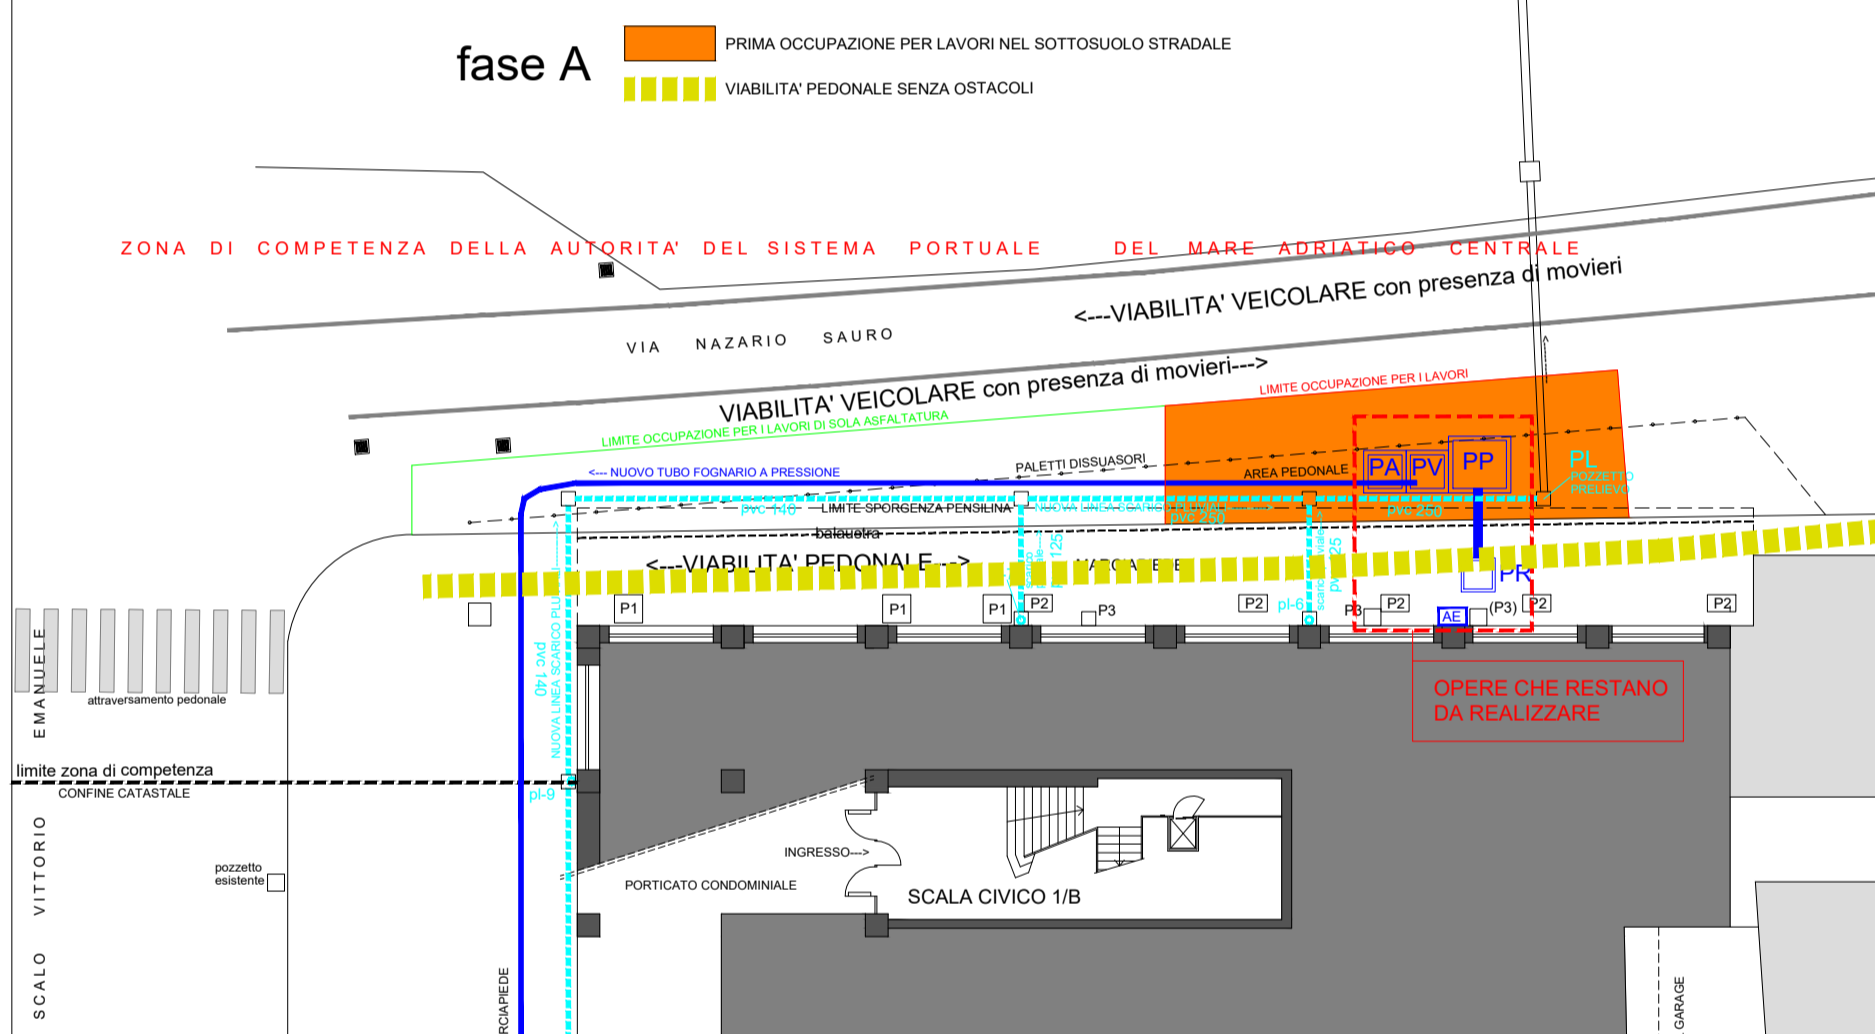 fase A
PRIMA OCCUPAZIONE PER LAVORI NEL SOTTOSUOLO STRADALE
VIABILITA' PEDONALE SENZA OSTACOLI
ZONA DI COMPETENZA DELLA AUTORITA' DEL SISTEMA PORTUALE DEL MARE ADRIATICO CENTRALE
<---VIABILITA' VEICOLARE con presenza di movieri
VIA NAZARIO SAURO
VIABILITA' VEICOLARE con presenza di movieri--->
LIMITE OCCUPAZIONE PER I LAVORI
LIMITE OCCUPAZIONE PER I LAVORI DI SOLA ASFALTATURA
<--- NUOVO TUBO FOGNARIO A PRESSIONE
PALETTI DISSUASORI
AREA PEDONALE
PA
PV
PP
PL
POZZETTO
PRELIEVO
pvc 140
LIMITE SPORGENZA PENSILINA
NUOVA LINEA SCARICO PLUVIALI
pvc 250
pvc 250
balaustra
<---VIABILITA' PEDONALE--->
MARCIAPIEDE
PR
P1
P1
P1
P2
P3
P2
pl-6
P3
P2
AE
(P3)
P2
P2
EMANUELE
attraversamento pedonale
pvc 140
OPERE CHE RESTANO
DA REALIZZARE
limite zona di competenza
CONFINE CATASTALE
pl-9
VITTORIO
SCALO
pozzetto
esistente
INGRESSO--->
PORTICATO CONDOMINIALE
SCALA CIVICO 1/B
RCIAPIEDE
GARAGE